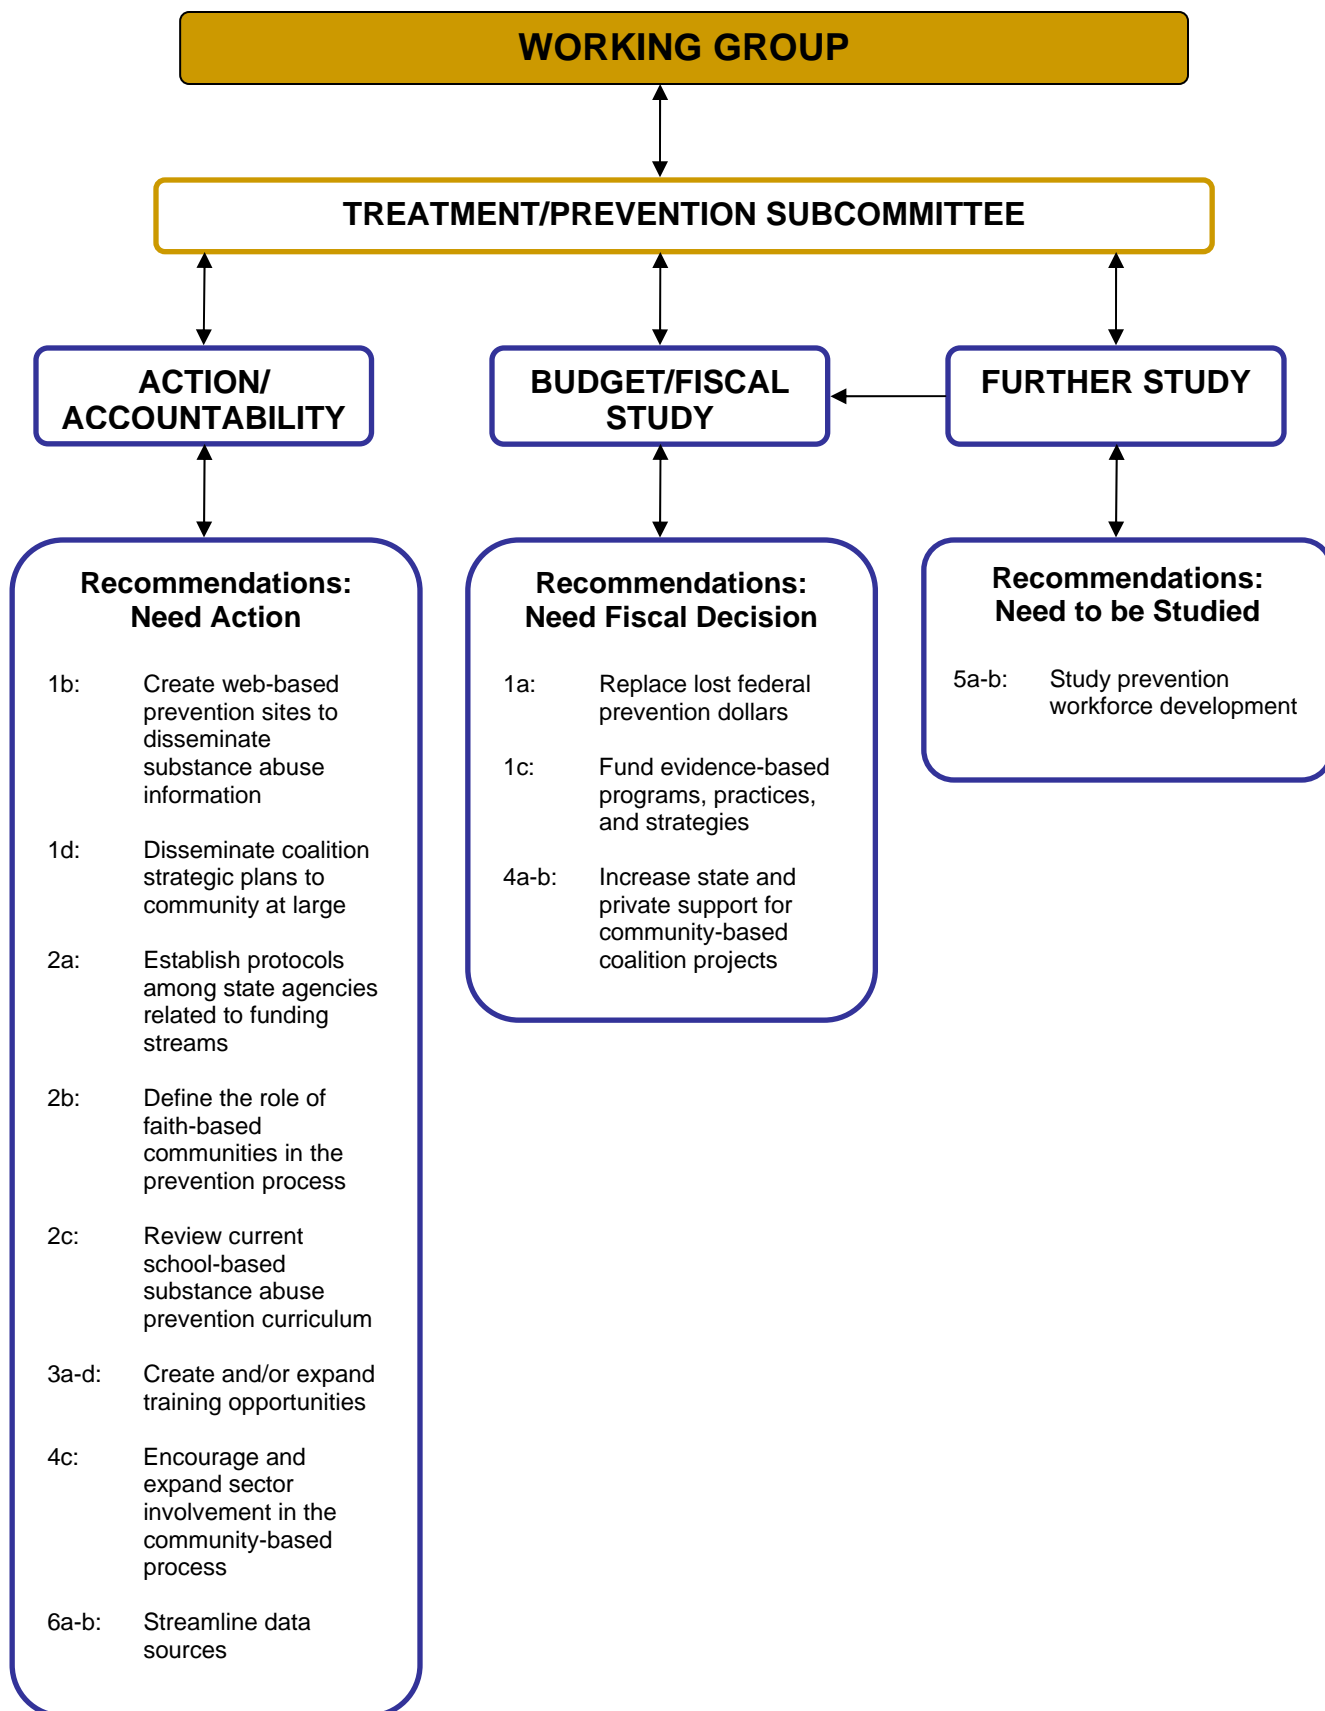 WORKING GROUP
TREATMENT/PREVENTION SUBCOMMITTEE
ACTION/
ACCOUNTABILITY
BUDGET/FISCAL
STUDY
FURTHER STUDY
Recommendations:
Need Action
1b: Create web-based
prevention sites to
disseminate
substance abuse
information
1d: Disseminate coalition
strategic plans to
community at large
2a: Establish protocols
among state agencies
related to funding
streams
2b: Define the role of
faith-based
communities in the
prevention process
2c: Review current
school-based
substance abuse
prevention curriculum
3a-d: Create and/or expand
training opportunities
4c: Encourage and
expand sector
involvement in the
community-based
process
6a-b: Streamline data
sources
Recommendations:
Need Fiscal Decision
1a: Replace lost federal
prevention dollars
1c: Fund evidence-based
programs, practices,
and strategies
4a-b: Increase state and
private support for
community-based
coalition projects
Recommendations:
Need to be Studied
5a-b: Study prevention
workforce development